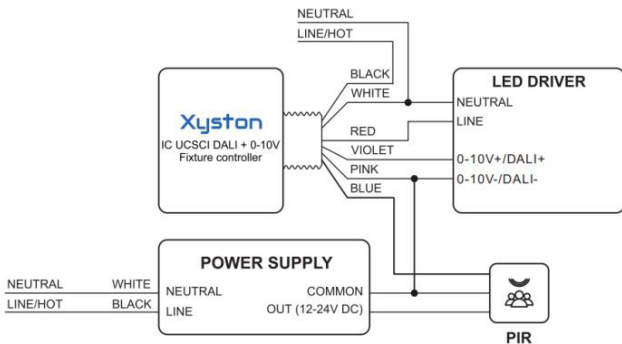 NEUTRAL
LINE/HOT
BLACK
WHITE
RED
VIOLET
PINK
BLUE
Xyston
IC UCSCI DALI + 0-10V
Fixture controller
LED DRIVER
NEUTRAL
LINE
0-10V+/DALI+
0-10V-/DALI-
POWER SUPPLY
NEUTRAL WHITE NEUTRAL COMMON
LINE/HOT BLACK LINE OUT (12-24V DC)
PIR